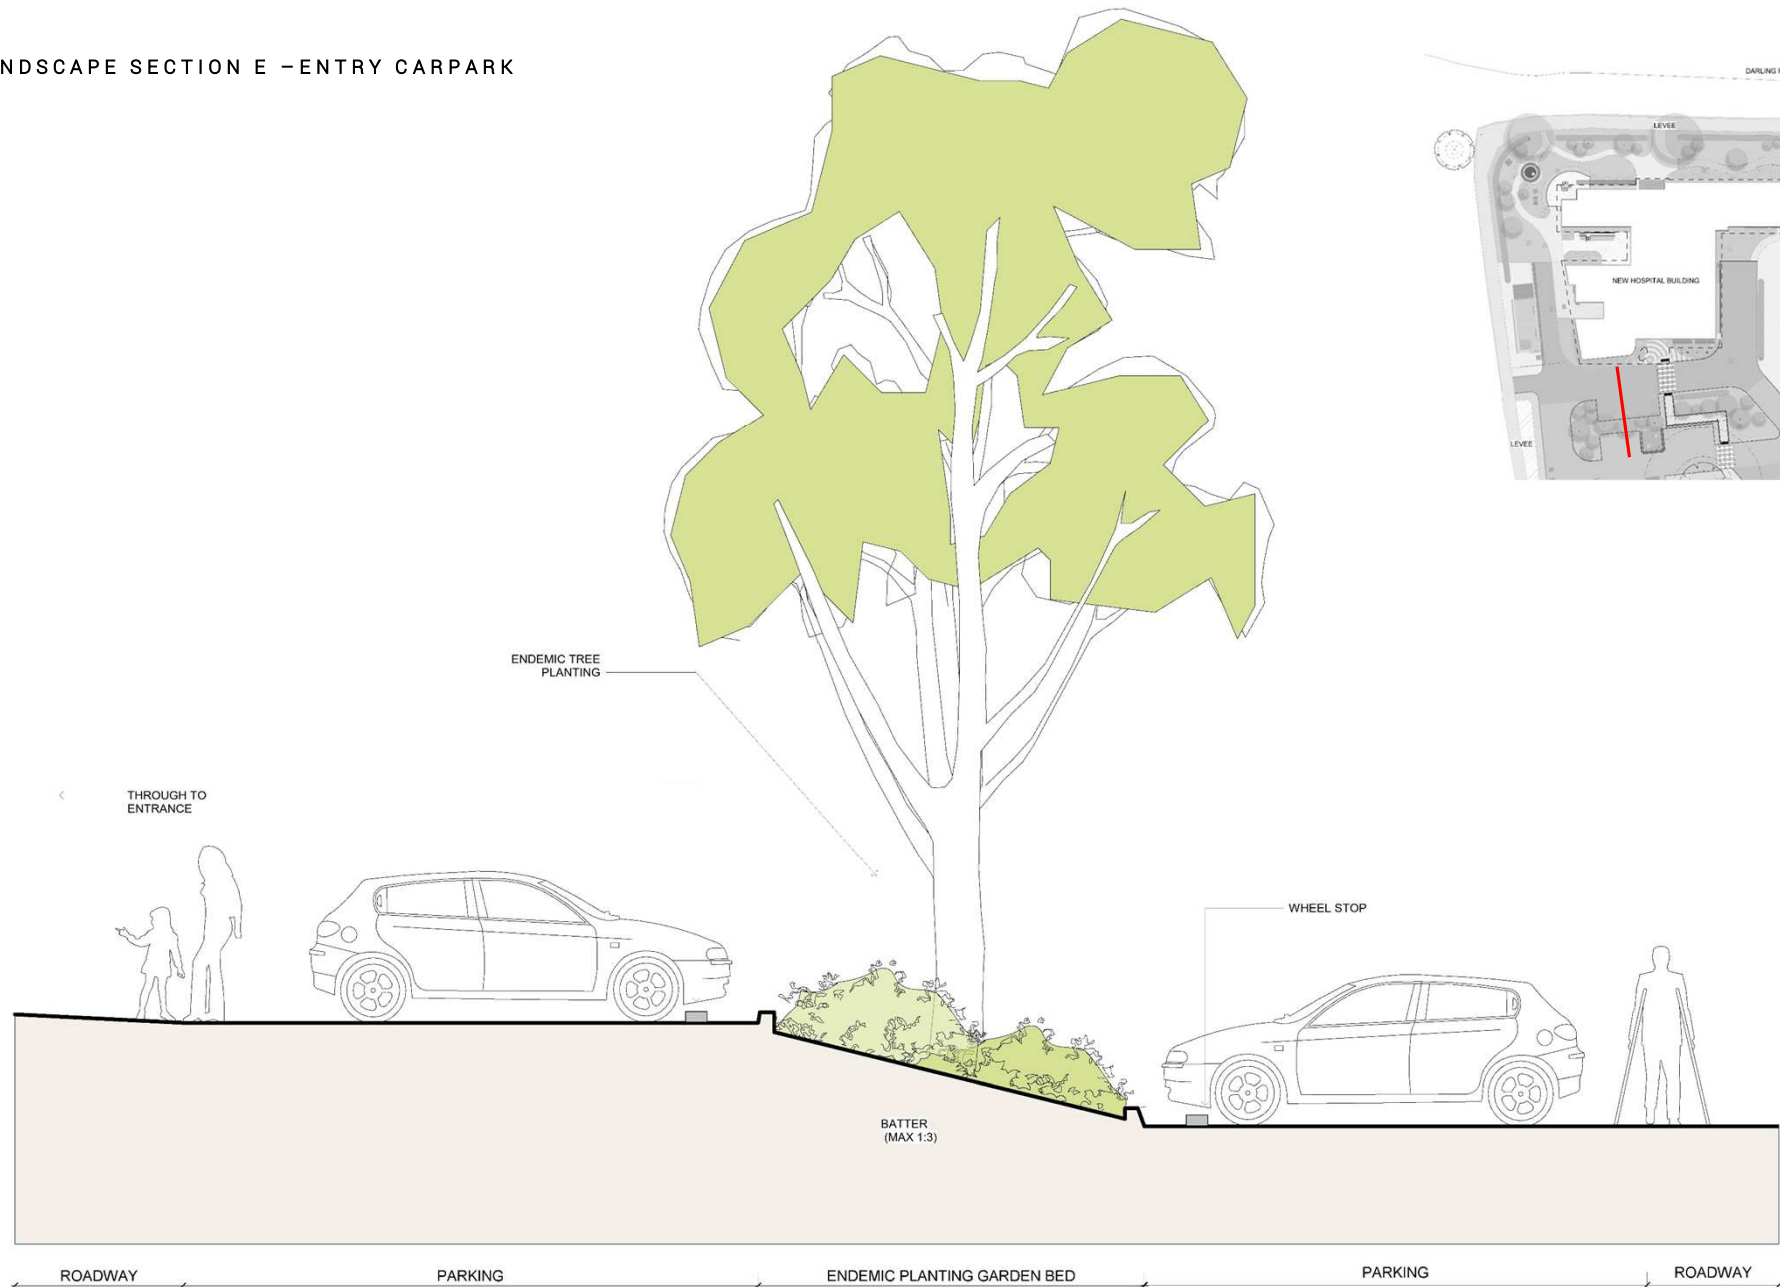 NDSCAPE SECTION E –ENTRY CARPARK
DARLING
LEVEE
NEW HOSPITAL BUILDING
LEVEE
ENDEMIC TREE
PLANTING
THROUGH TO
ENTRANCE
WHEEL STOP
BATTER
(MAX 1:3)
ROADWAY
PARKING
ENDEMIC PLANTING GARDEN BED
PARKING
ROADWAY